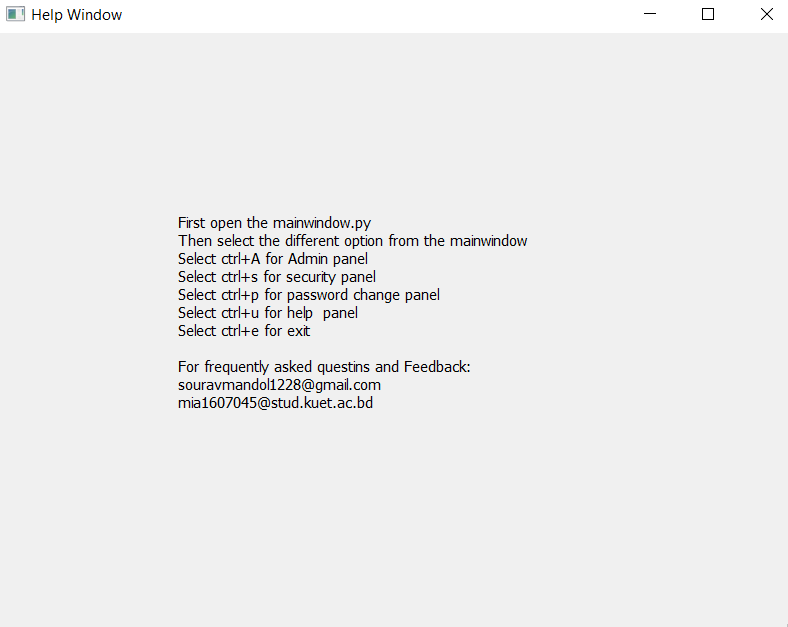 Help Window
First open the mainwindow.py
Then select the different option from the mainwindow
Select ctrl+A for Admin panel
Select ctrl+s for security panel
Select ctrl+p for password change panel
Select ctrl+u for help  panel
Select ctrl+e for exit
For frequently asked questins and Feedback:
souravmandol1228@gmail.com
mia1607045@stud.kuet.ac.bd